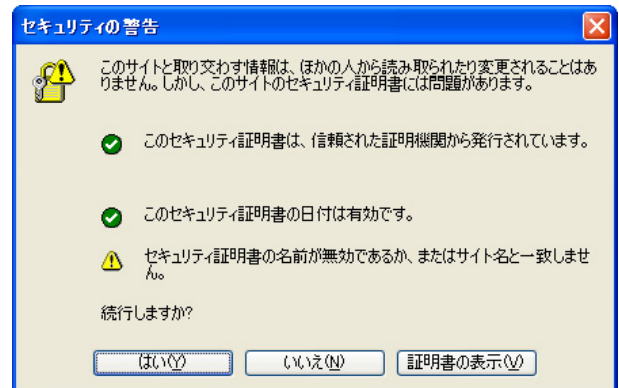 セキュリティの警告
このサイトと取り交わす情報は、ほかの人から読み取られたり変更されることはあ
りません。しかし、このサイトのセキュリティ証明書には問題があります。
このセキュリティ証明書は、信頼された証明機関から発行されています。
このセキュリティ証明書の日付は有効です。
セキュリティ証明書の名前が無効であるか、またはサイト名と一致しませ
ん。
続行しますか?
はい(Y) いいえ(N) 証明書の表示(V)